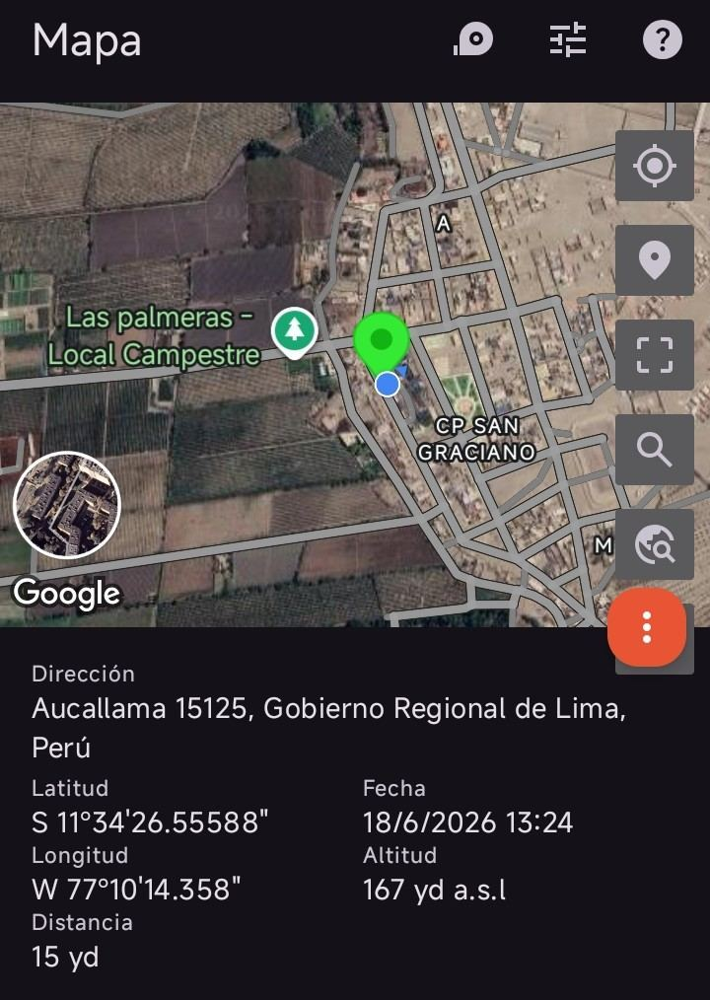 Mapa
?
A
Las palmeras -
Local Campestre
CP SAN
GRACIANO
M
Google
Dirección
Aucallama 15125, Gobierno Regional de Lima,
Perú
Latitud
S 11°34'26.55588"
Fecha
18/6/2026 13:24
Longitud
W 77°10'14.358"
Altitud
167 yd a.s.l
Distancia
15 yd